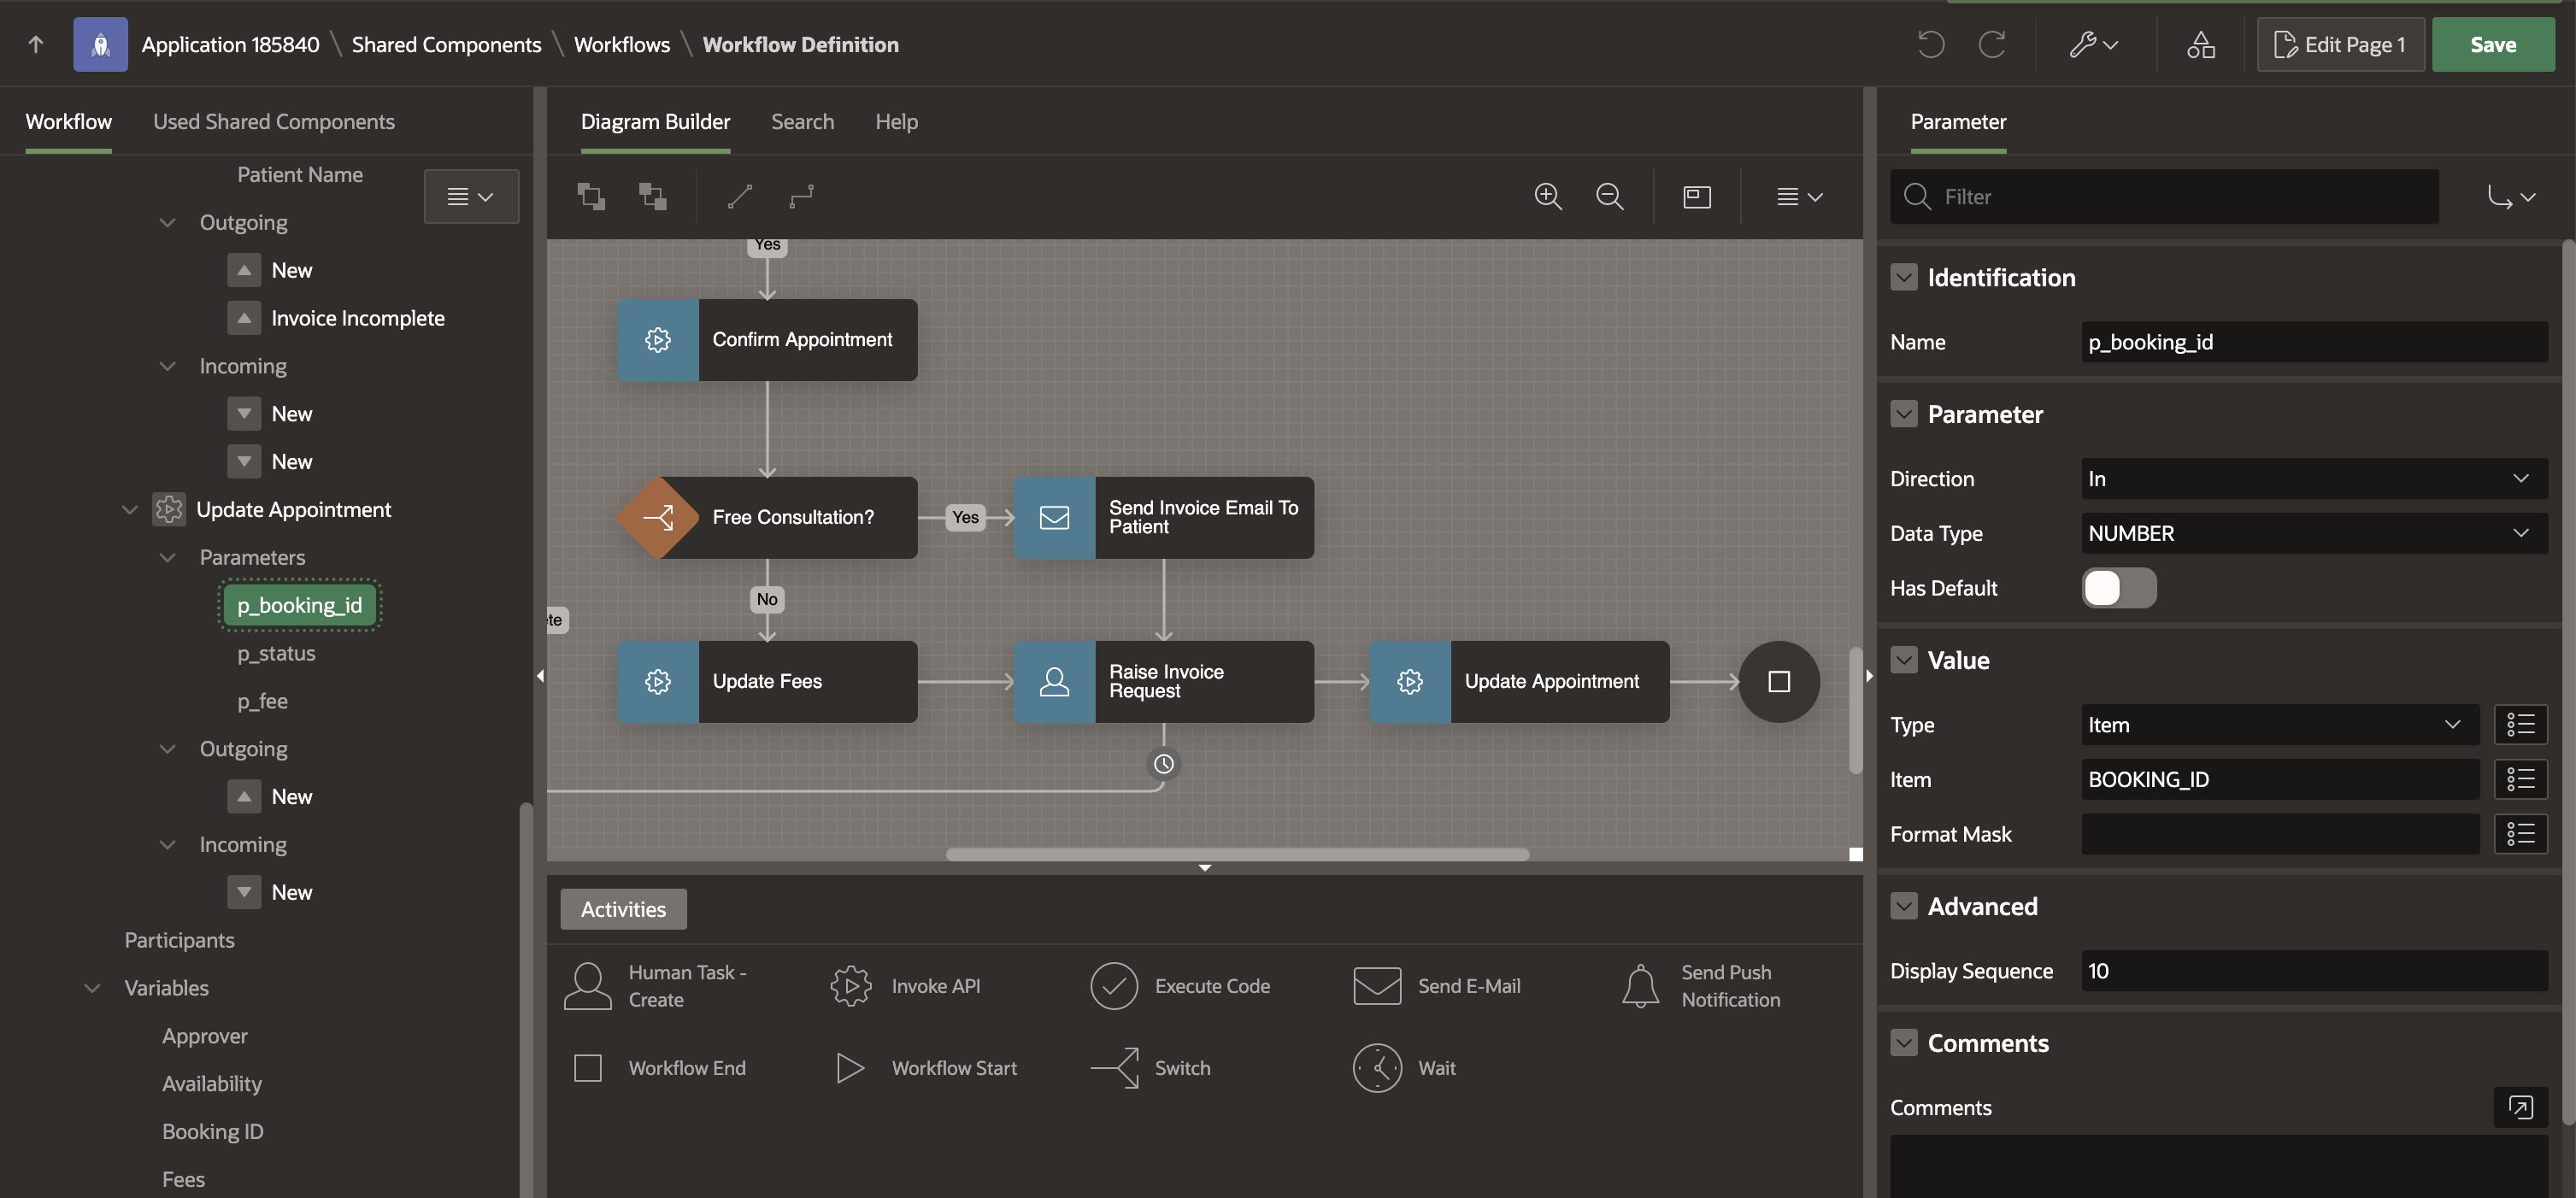 Application 185840 \ Shared Components \ Workflows \ Workflow Definition
Edit Page 1
Save
Workflow
Used Shared Components
Patient Name
Outgoing
New
Invoice Incomplete
Incoming
New
New
Update Appointment
Parameters
p_booking_id
p_status
p_fee
Outgoing
New
Incoming
New
Participants
Variables
Approver
Availability
Booking ID
Fees
Diagram Builder
Search
Help
Yes
Confirm Appointment
Free Consultation?
Yes
Send Invoice Email To
Patient
No
te
Update Fees
Raise Invoice
Request
Update Appointment
Activities
Human Task -
Create
Invoke API
Execute Code
Send E-Mail
Send Push
Notification
Workflow End
Workflow Start
Switch
Wait
Parameter
Filter
Identification
Name
p_booking_id
Parameter
Direction
In
Data Type
NUMBER
Has Default
Value
Type
Item
Item
BOOKING_ID
Format Mask
Advanced
Display Sequence
10
Comments
Comments